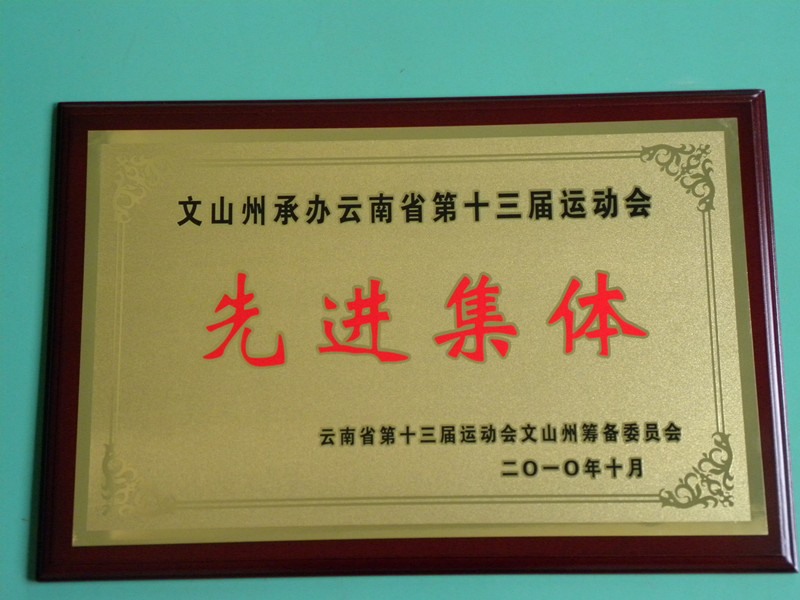 文山州承办云南省第十三届运动会
先进集体
云南省第十三届运动会文山州筹备委员会
二〇一〇年十月